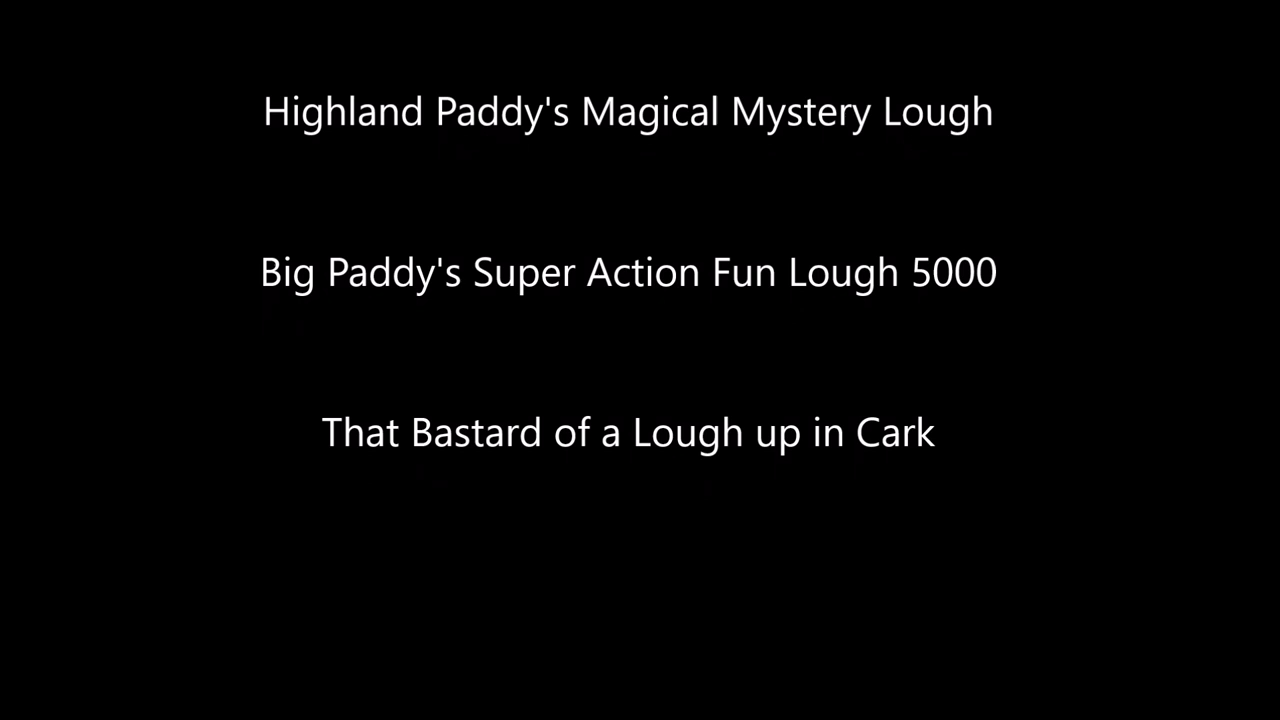 Highland Paddy's Magical Mystery Lough
Big Paddy's Super Action Fun Lough 5000
That Bastard of a Lough up in Cark